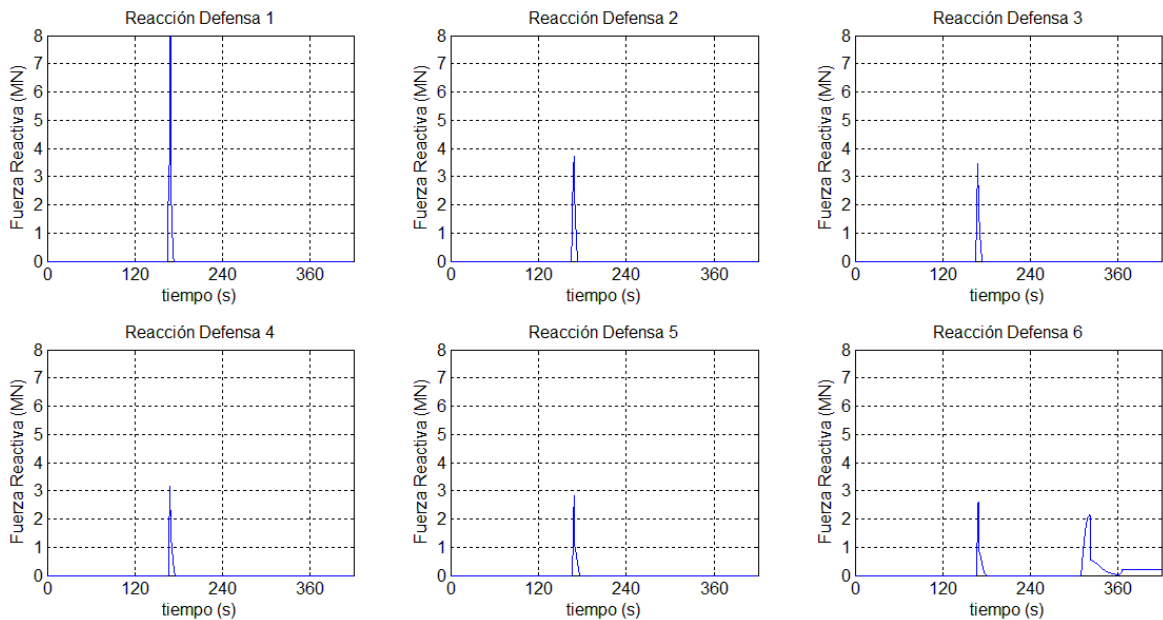 Reacción Defensa 1
Reacción Defensa 2
Reacción Defensa 3
Fuerza Reactiva (MN)
8
7
6
5
4
3
2
1
0
0 120 240 360
tiempo (s)
Fuerza Reactiva (MN)
8
7
6
5
4
3
2
1
0
0 120 240 360
tiempo (s)
Fuerza Reactiva (MN)
8
7
6
5
4
3
2
1
0
0 120 240 360
tiempo (s)
Reacción Defensa 4
Reacción Defensa 5
Reacción Defensa 6
Fuerza Reactiva (MN)
8
7
6
5
4
3
2
1
0
0 120 240 360
tiempo (s)
Fuerza Reactiva (MN)
8
7
6
5
4
3
2
1
0
0 120 240 360
tiempo (s)
Fuerza Reactiva (MN)
8
7
6
5
4
3
2
1
0
0 120 240 360
tiempo (s)